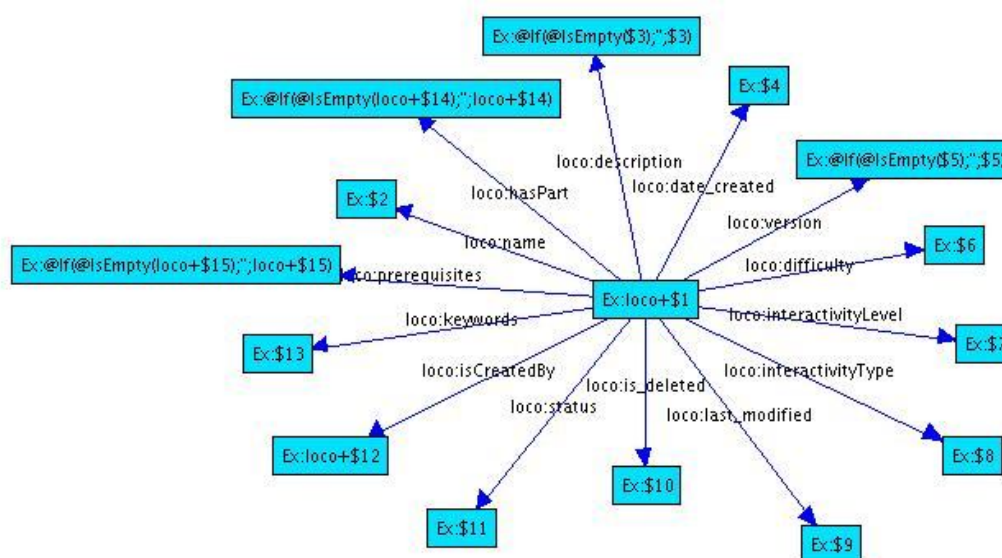 Ex:@If(@IsEmpty($3);'';$3)
Ex:$4
Ex:@If(@IsEmpty(loco+$14);'';loco+$14)
loco:description
Ex:@If(@IsEmpty($5);'';$5)
loco:date_created
loco:hasPart
Ex:$2
loco:version
loco:name
Ex:$6
Ex:@If(@IsEmpty(loco+$15);'';loco+$15)
loco:difficulty
loco:prerequisites
Ex:loco+$1
loco:interactivityLevel
loco:keywords
Ex:$7
Ex:$13
loco:isCreatedBy
loco:interactivityType
loco:is_deleted
loco:status
loco:last_modified
Ex:loco+$12
Ex:$8
Ex:$10
Ex:$11
Ex:$9